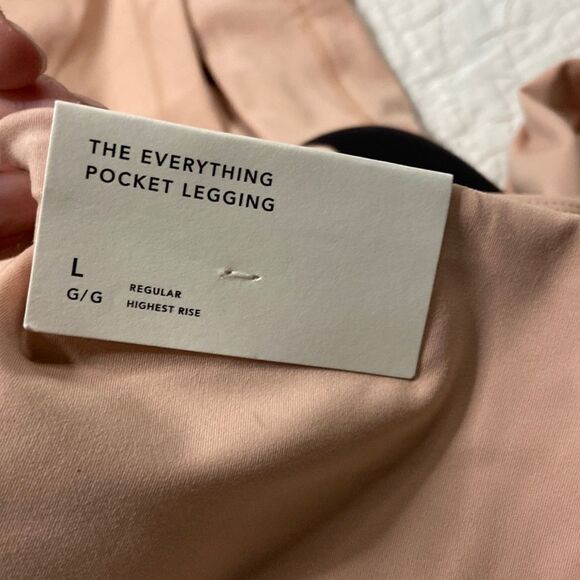 THE EVERYTHING
POCKET LEGGING
L
G/G
REGULAR
HIGHEST RISE